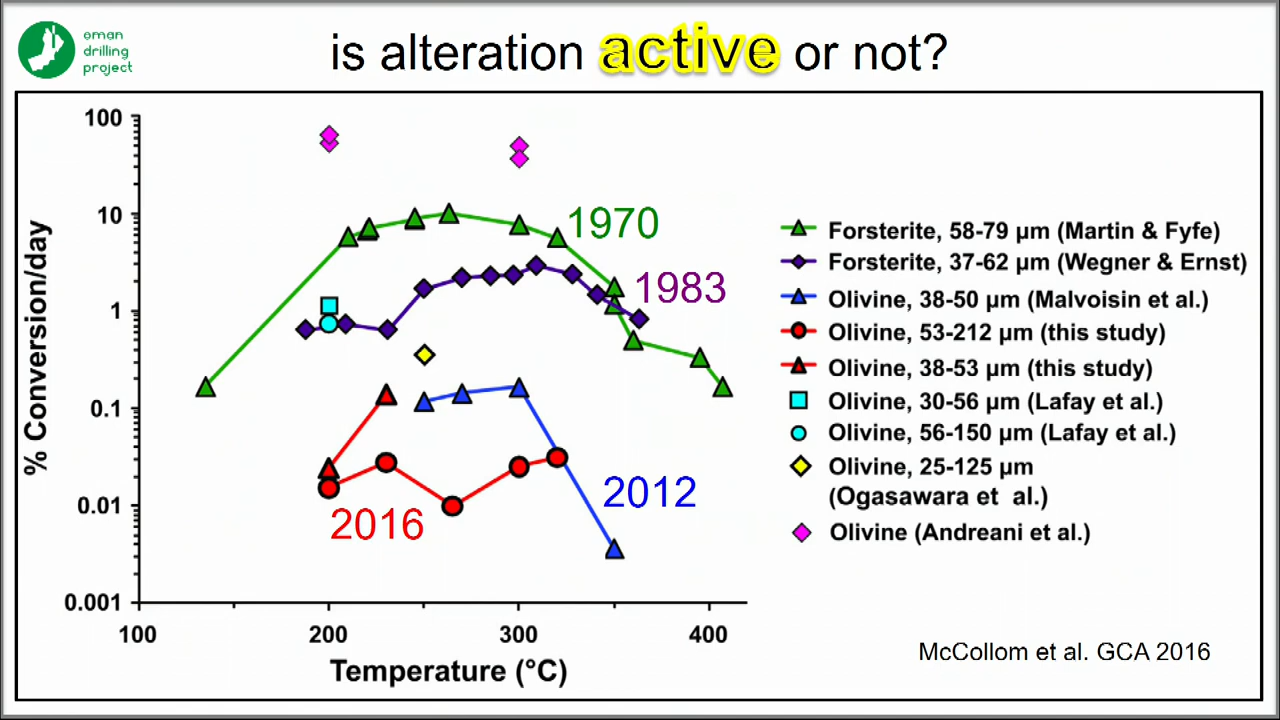 oman
drilling
project
is alteration active or not?
100
10
1
0.1
0.01
0.001
% Conversion/day
100
200
300
400
Temperature (°C)
1970
1983
2012
2016
Forsterite, 58-79 µm (Martin & Fyfe)
Forsterite, 37-62 µm (Wegner & Ernst)
Olivine, 38-50 µm (Malvoisin et al.)
Olivine, 53-212 µm (this study)
Olivine, 38-53 µm (this study)
Olivine, 30-56 µm (Lafay et al.)
Olivine, 56-150 µm (Lafay et al.)
Olivine, 25-125 µm
(Ogasawara et al.)
Olivine (Andreani et al.)
McCollom et al. GCA 2016